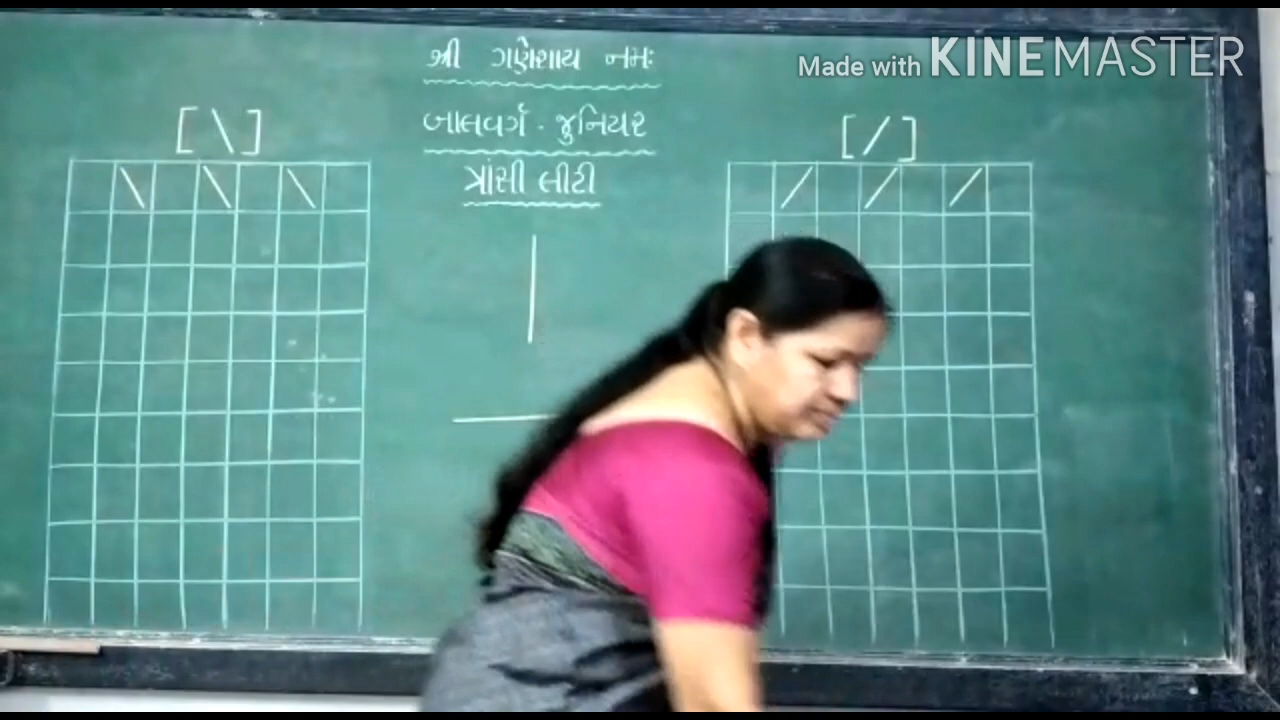 શ્રી ગણેશાય નમઃ
Made with KINEMASTER
બાલવર્ગ - જુનિયર
[\]
[/]
ત્રાંસી લીટી